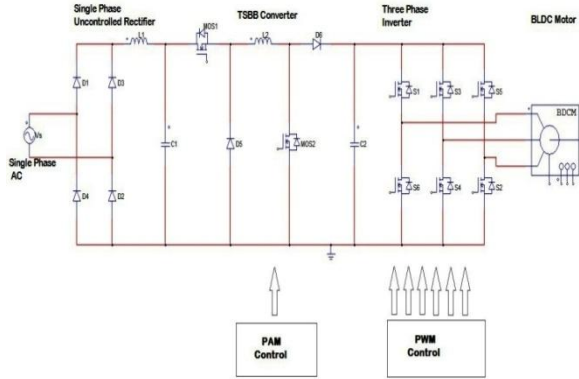 Single Phase
Uncontrolled Rectifier
TSBB Converter
Three Phase
Inverter
BLDC Motor
L1
MOS1
L2
D6
D1
D3
S1
S3
S5
BDCM
Vs
C1
D5
MOS2
C2
Single Phase
AC
D4
D2
S6
S4
S2
PAM
Control
PWM
Control